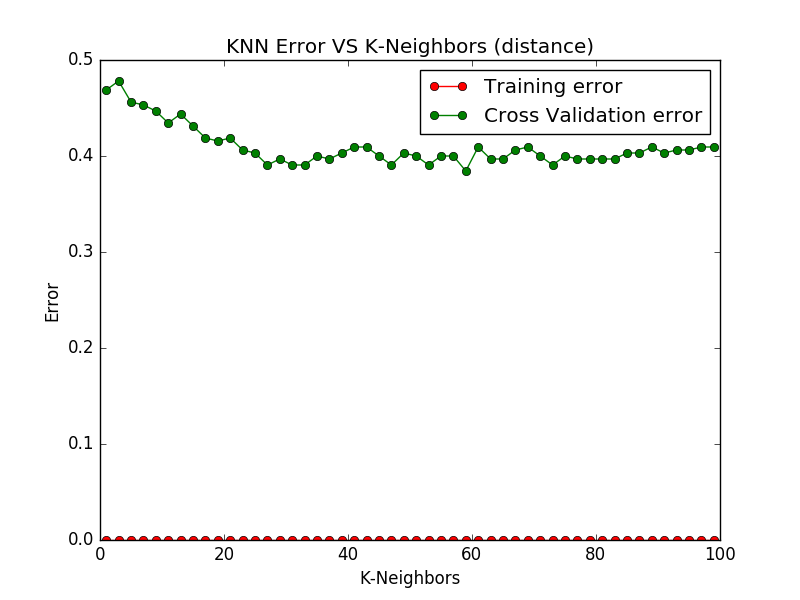 KNN Error VS K-Neighbors (distance)
Training error
Cross Validation error
0.5
0.4
0.3
0.2
0.1
0.0
Error
0 20 40 60 80 100
K-Neighbors